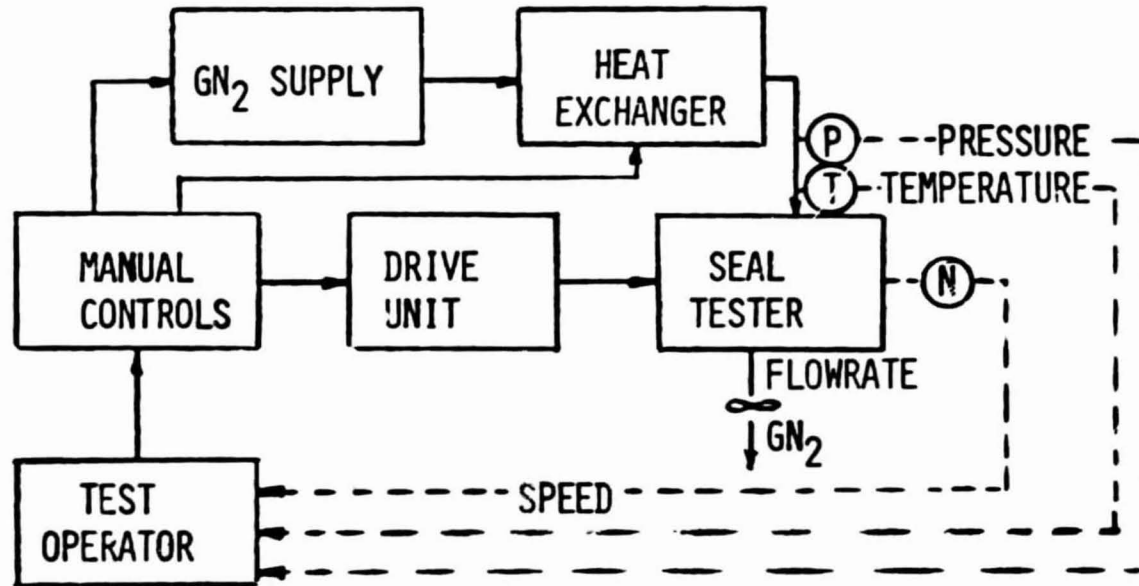 GN2 SUPPLY
HEAT
EXCHANGER
P
PRESSURE
T
TEMPERATURE
MANUAL
CONTROLS
DRIVE
UNIT
SEAL
TESTER
N
FLOWRATE
GN2
SPEED
TEST
OPERATOR